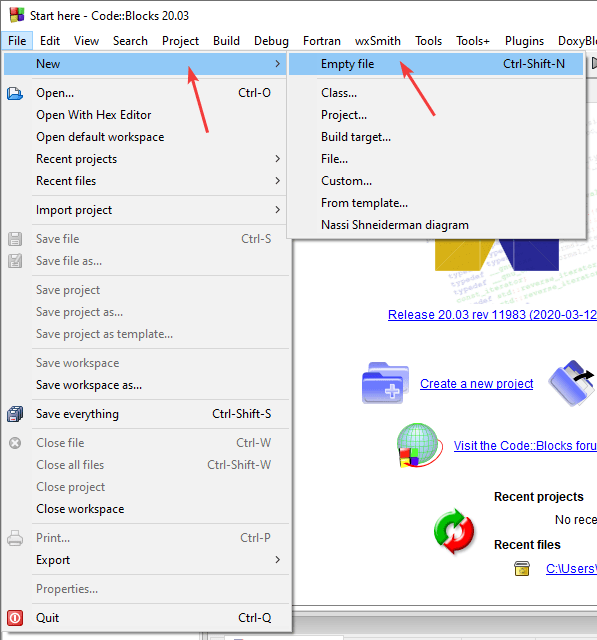 Start here - Code::Blocks 20.03
File Edit View Search Project Build Debug Fortran wxSmith Tools Tools+ Plugins DoxyBlo
New
Empty file Ctrl-Shift-N
Open... Ctrl-O
Class...
Open With Hex Editor
Project...
Open default workspace
Build target...
Recent projects
File...
Recent files
Custom...
Import project
From template...
Nassi Shneiderman diagram
Save file Ctrl-S
Save file as...
Save project
Save project as...
Release 20.03 rev 11983 (2020-03-12
Save project as template...
Save workspace
Save workspace as...
Create a new project
Save everything Ctrl-Shift-S
Close file Ctrl-W
Visit the Code::Blocks foru
Close all files Ctrl-Shift-W
Close project
Recent projects
Close workspace
No rece
Print... Ctrl-P
Recent files
Export
C:\Users\
Properties...
Quit Ctrl-Q